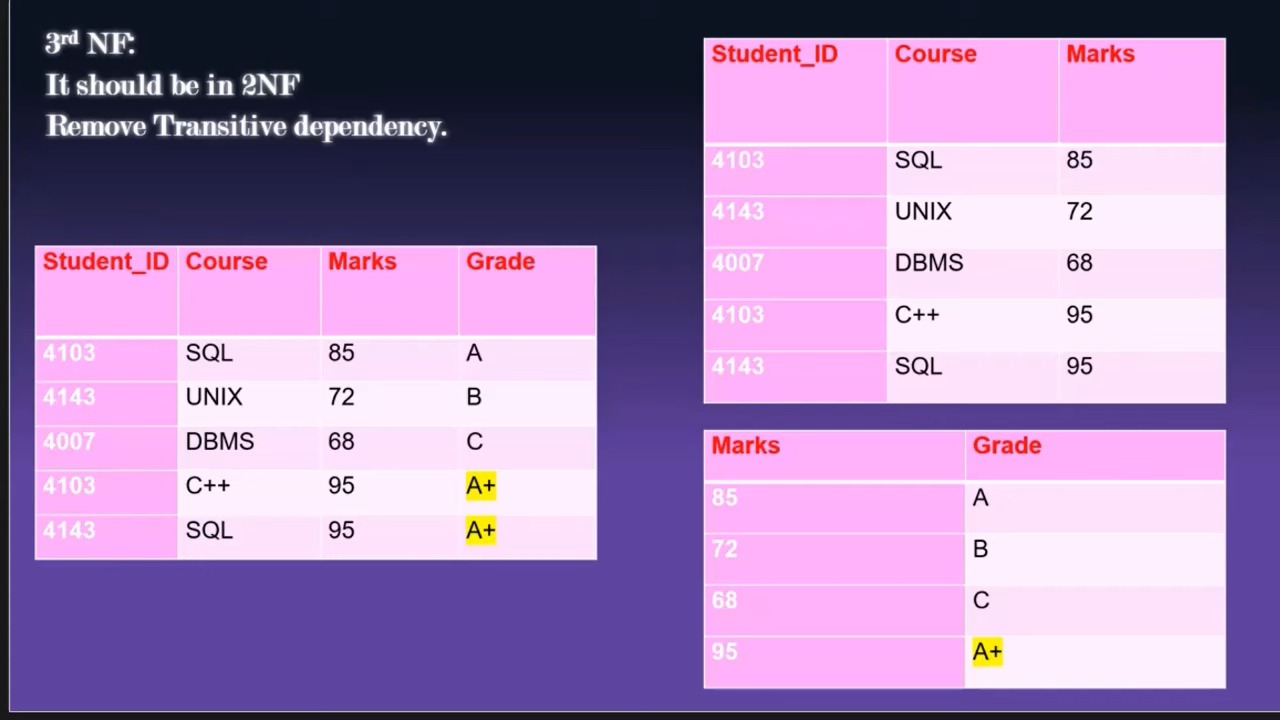 3rd NF:
It should be in 2NF
Remove Transitive dependency.
Student_ID Course Marks Grade
4103 SQL 85 A
4143 UNIX 72 B
4007 DBMS 68 C
4103 C++ 95 A+
4143 SQL 95 A+
Student_ID Course Marks
4103 SQL 85
4143 UNIX 72
4007 DBMS 68
4103 C++ 95
4143 SQL 95
Marks Grade
85 A
72 B
68 C
95 A+